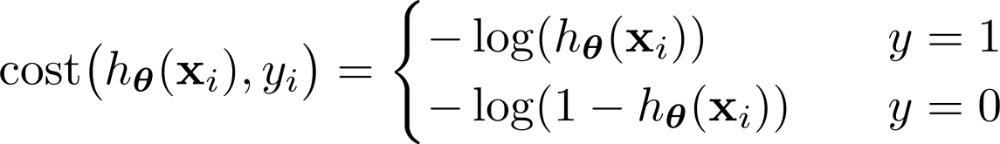 cost(h_θ(x_i), y_i) = { − log(h_θ(x_i)) y = 1
− log(1 − h_θ(x_i)) y = 0